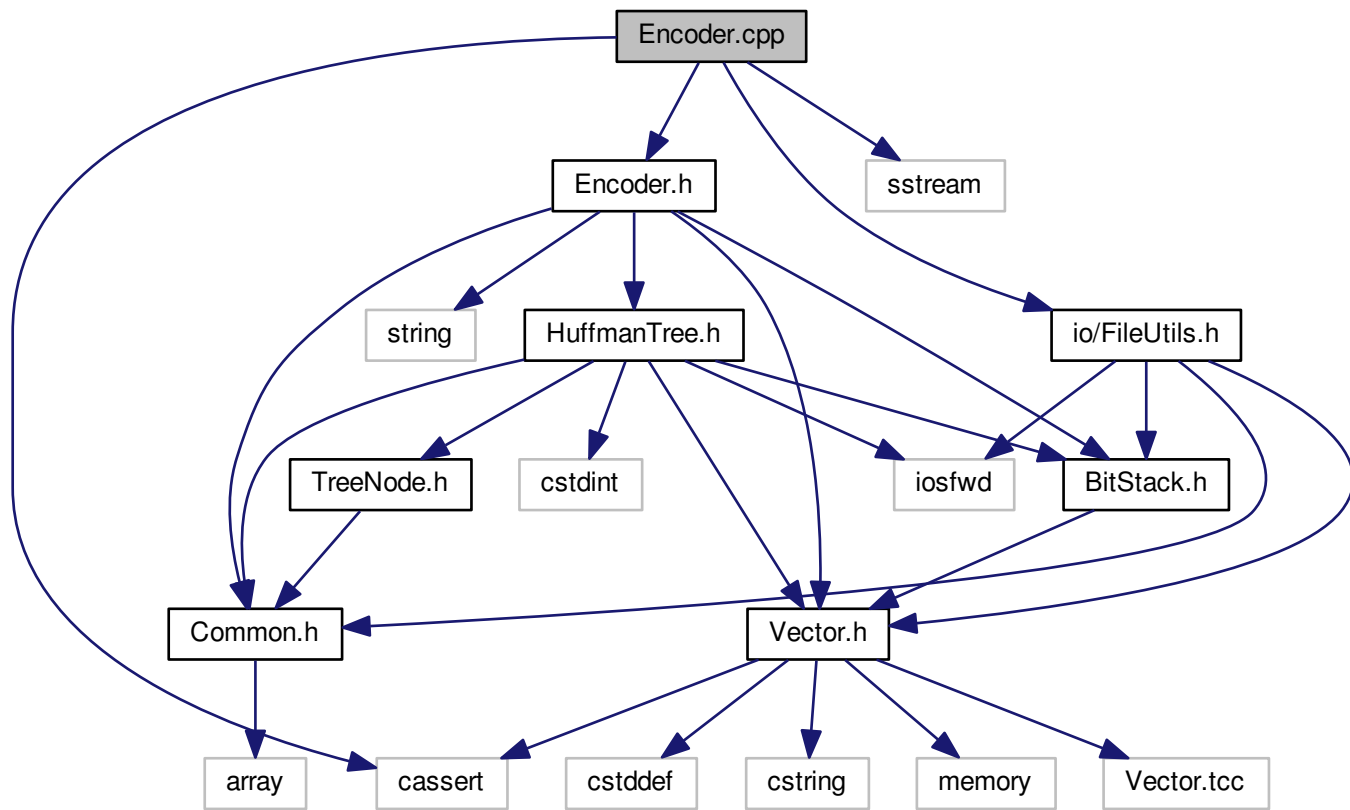 Encoder.cpp
Encoder.h
sstream
string
HuffmanTree.h
io/FileUtils.h
TreeNode.h
cstdint
iosfwd
BitStack.h
Common.h
Vector.h
array
cassert
cstddef
cstring
memory
Vector.tcc